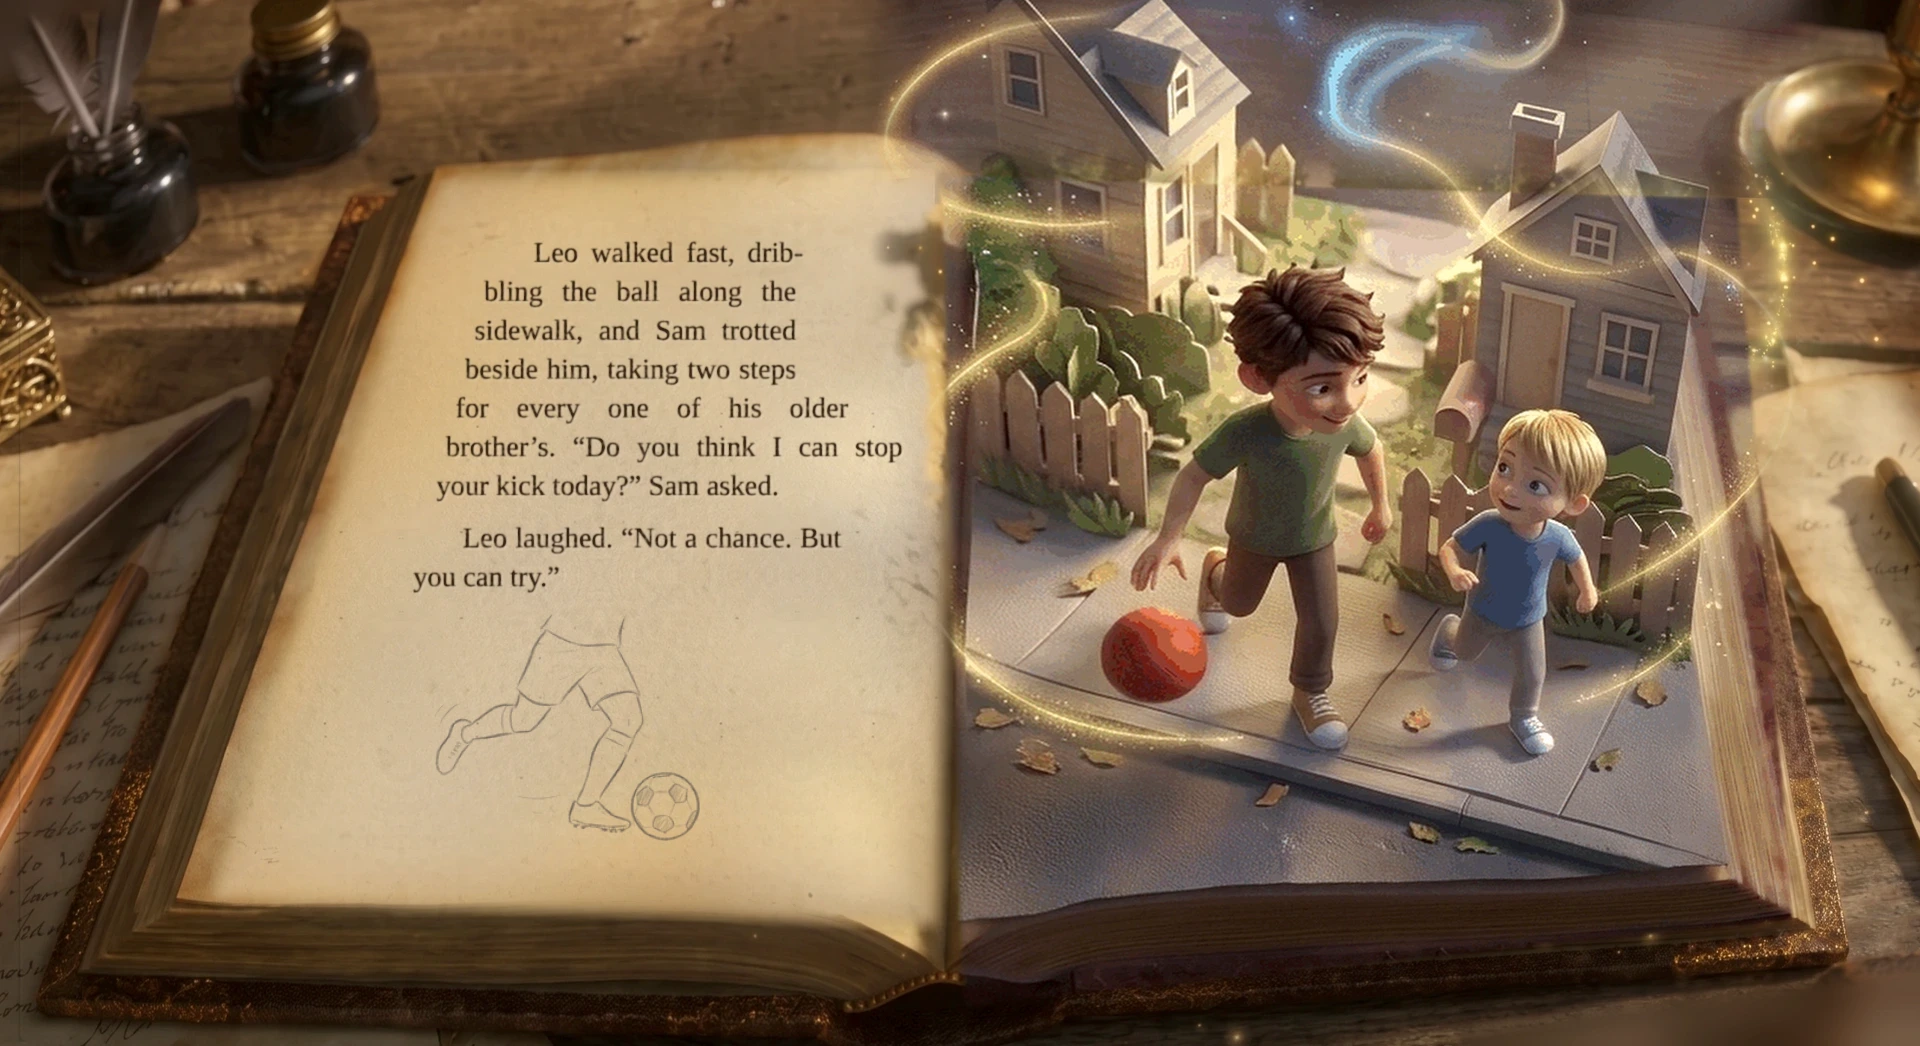 Leo walked fast, drib-
bling the ball along the
sidewalk, and Sam trotted
beside him, taking two steps
for every one of his older
brother’s. “Do you think I can stop
your kick today?” Sam asked.
Leo laughed. “Not a chance. But
you can try.”